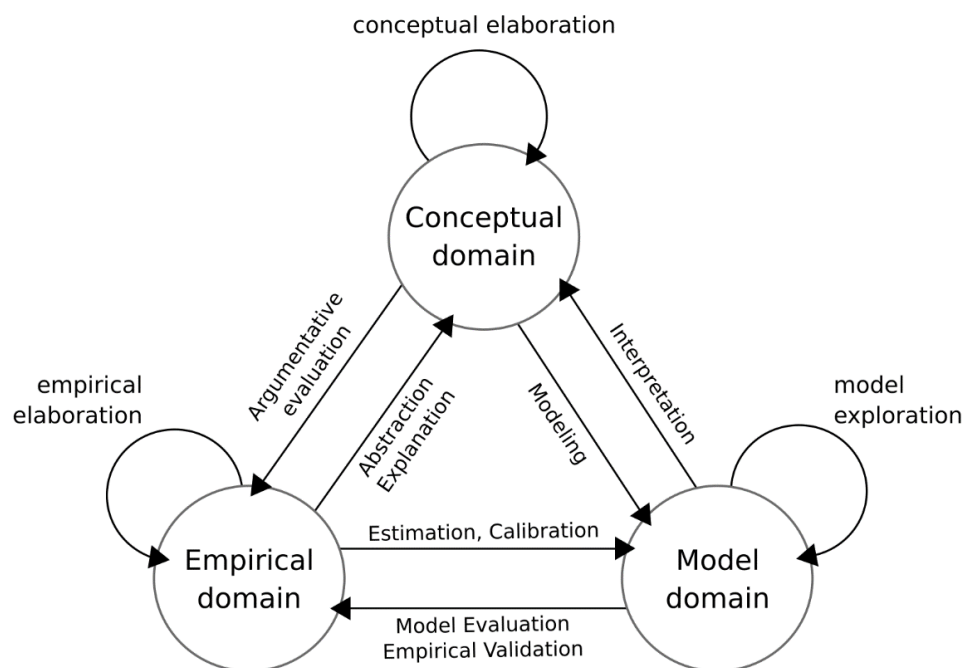 conceptual elaboration
Conceptual
domain
Argumentative
evaluation
Abstraction
Explanation
Modeling
Interpretation
empirical
elaboration
model
exploration
Empirical
domain
Estimation, Calibration
Model
domain
Model Evaluation
Empirical Validation